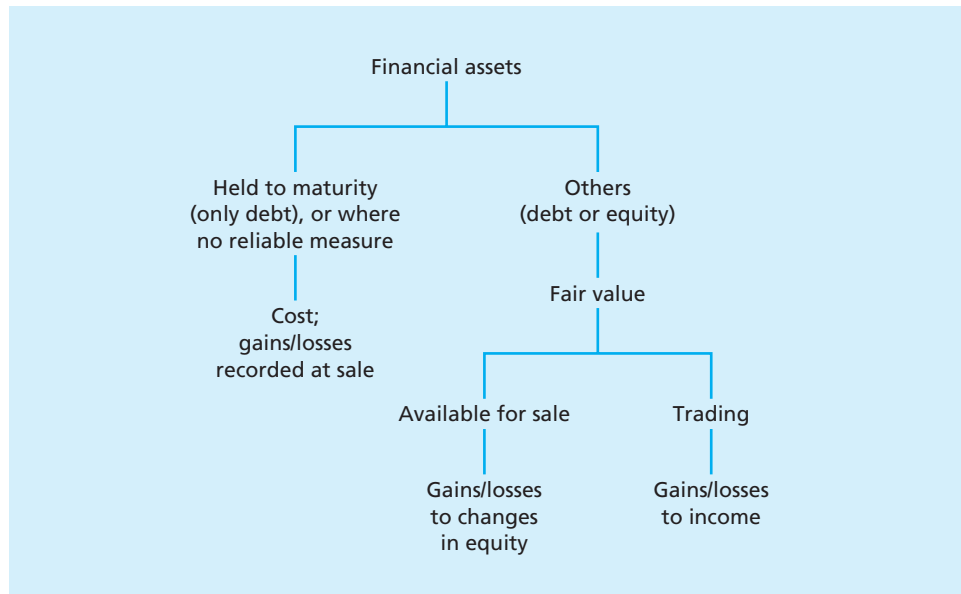 Financial assets
Held to maturity
(only debt), or where
no reliable measure
Others
(debt or equity)
Fair value
Cost;
gains/losses
recorded at sale
Available for sale
Trading
Gains/losses
to changes
in equity
Gains/losses
to income